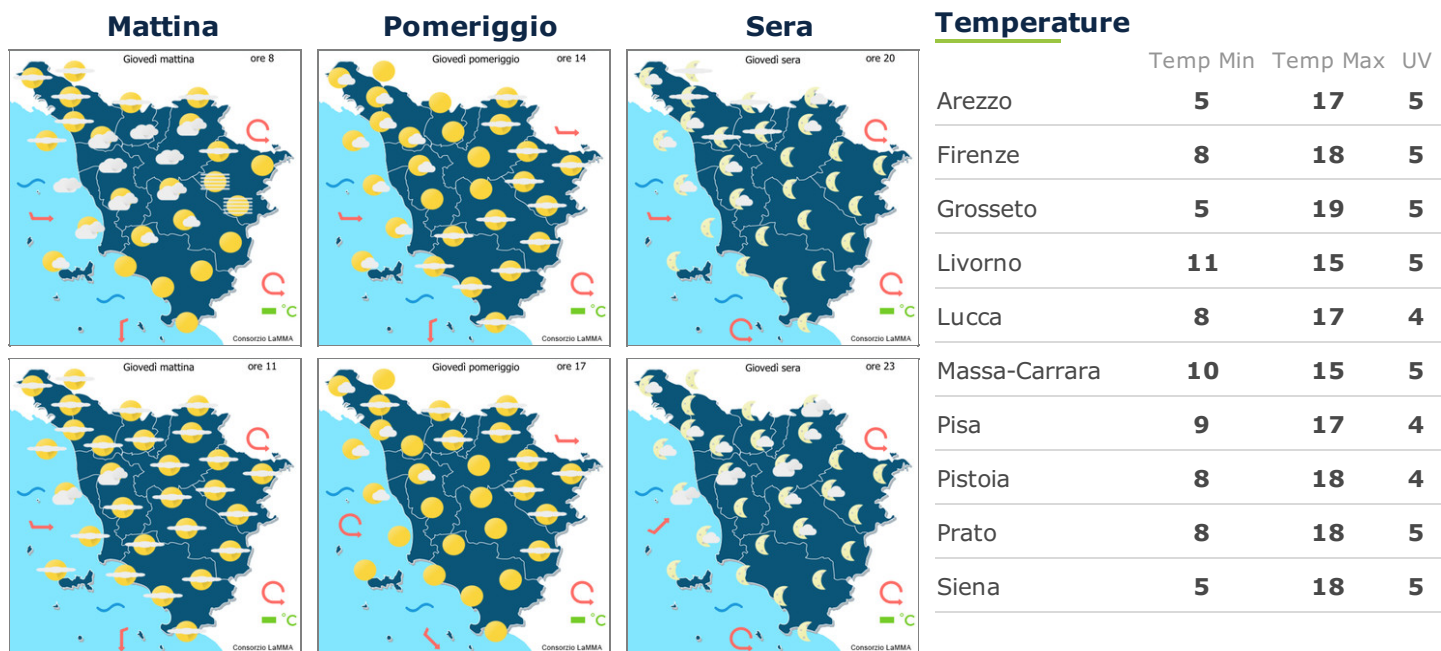 Mattina
Pomeriggio
Sera
Giovedì mattina ore 8
°C
Consorzio LaMMA
Giovedì pomeriggio ore 14
°C
Consorzio LaMMA
Giovedì sera ore 20
°C
Consorzio LaMMA
Giovedì mattina ore 11
°C
Consorzio LaMMA
Giovedì pomeriggio ore 17
°C
Consorzio LaMMA
Giovedì sera ore 23
°C
Consorzio LaMMA
Temperature
Temp Min Temp Max UV
Arezzo 5 17 5
Firenze 8 18 5
Grosseto 5 19 5
Livorno 11 15 5
Lucca 8 17 4
Massa-Carrara 10 15 5
Pisa 9 17 4
Pistoia 8 18 4
Prato 8 18 5
Siena 5 18 5